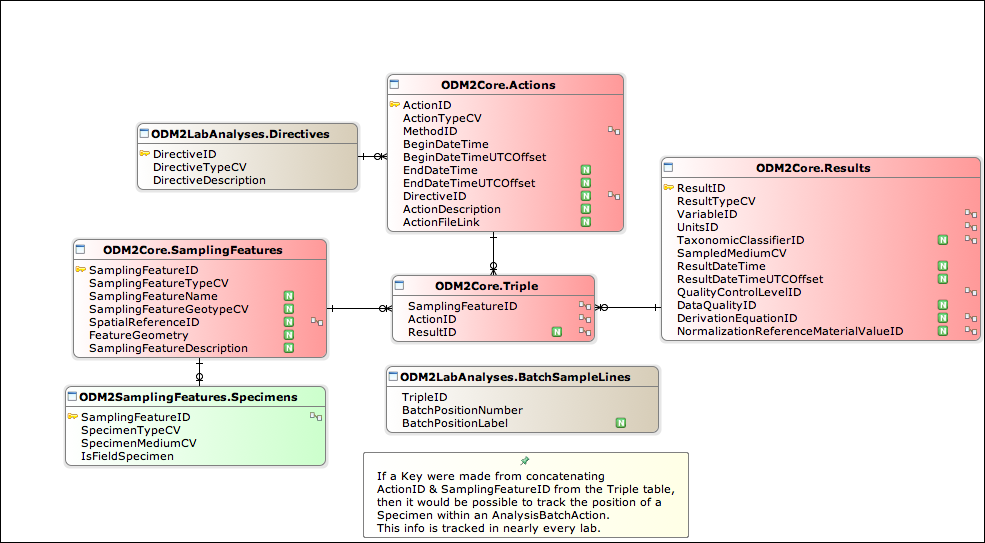 ODM2Core.Actions
ActionID
ActionTypeCV
MethodID
BeginDateTime
BeginDateTimeUTCOffset
EndDateTime N
EndDateTimeUTCOffset N
DirectiveID N
ActionDescription N
ActionFileLink N
ODM2LabAnalyses.Directives
DirectiveID
DirectiveTypeCV
DirectiveDescription
ODM2Core.Results
ResultID
ResultTypeCV
VariableID
UnitsID
TaxonomicClassifierID N
SampledMediumCV
ResultDateTime N
ResultDateTimeUTCOffset N
QualityControlLevelID
DataQualityID N
DerivationEquationID N
NormalizationReferenceMaterialValueID N
ODM2Core.SamplingFeatures
SamplingFeatureID
SamplingFeatureTypeCV
SamplingFeatureName N
SamplingFeatureGeotypeCV N
SpatialReferenceID N
FeatureGeometry N
SamplingFeatureDescription N
ODM2Core.Triple
SamplingFeatureID
ActionID
ResultID N
ODM2SamplingFeatures.Specimens
SamplingFeatureID
SpecimenTypeCV
SpecimenMediumCV
IsFieldSpecimen
ODM2LabAnalyses.BatchSampleLines
TripleID
BatchPositionNumber
BatchPositionLabel N
If a Key were made from concatenating
ActionID & SamplingFeatureID from the Triple table,
then it would be possible to track the position of a
Specimen within an AnalysisBatchAction.
This info is tracked in nearly every lab.